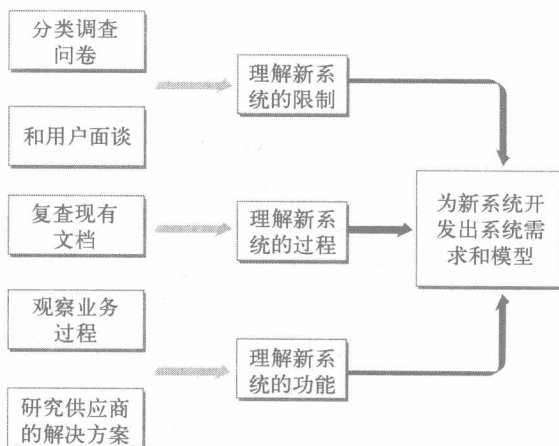 分类调查
问卷
和用户面谈
复查现有
文档
观察业务
过程
研究供应商
的解决方案
理解新系
统的限制
理解新系
统的过程
理解新系
统的功能
为新系统开
发出系统需
求和模型